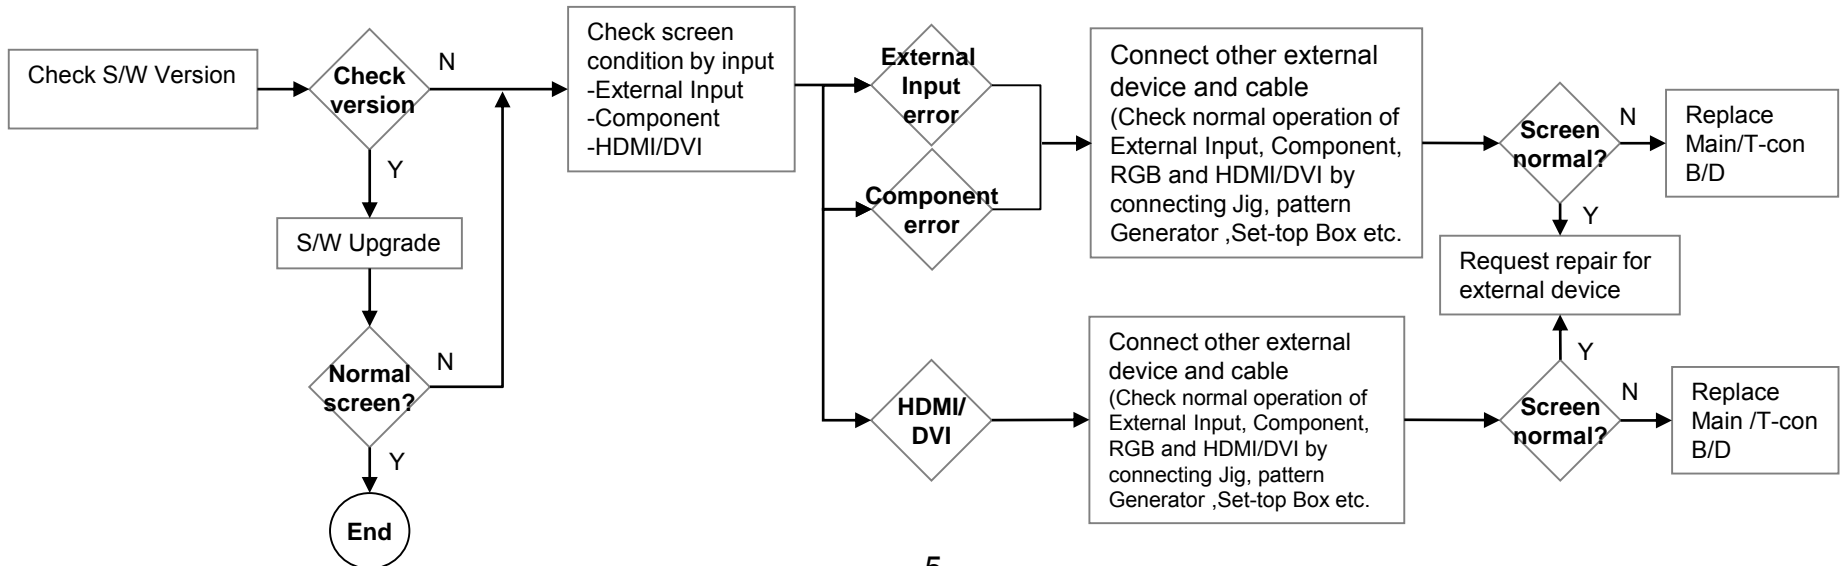 Check S/W Version
Check
version
N
Y
S/W Upgrade
Normal
screen?
N
Y
End
Check screen
condition by input
-External Input
-Component
-HDMI/DVI
External
Input
error
Component
error
HDMI/
DVI
Connect other external
device and cable
(Check normal operation of
External Input, Component,
RGB and HDMI/DVI by
connecting Jig, pattern
Generator ,Set-top Box etc.
Connect other external
device and cable
(Check normal operation of
External Input, Component,
RGB and HDMI/DVI by
connecting Jig, pattern
Generator ,Set-top Box etc.
Screen
normal?
N
Replace
Main/T-con
B/D
Y
Request repair for
external device
Y
Screen
normal?
N
Replace
Main /T-con
B/D
5